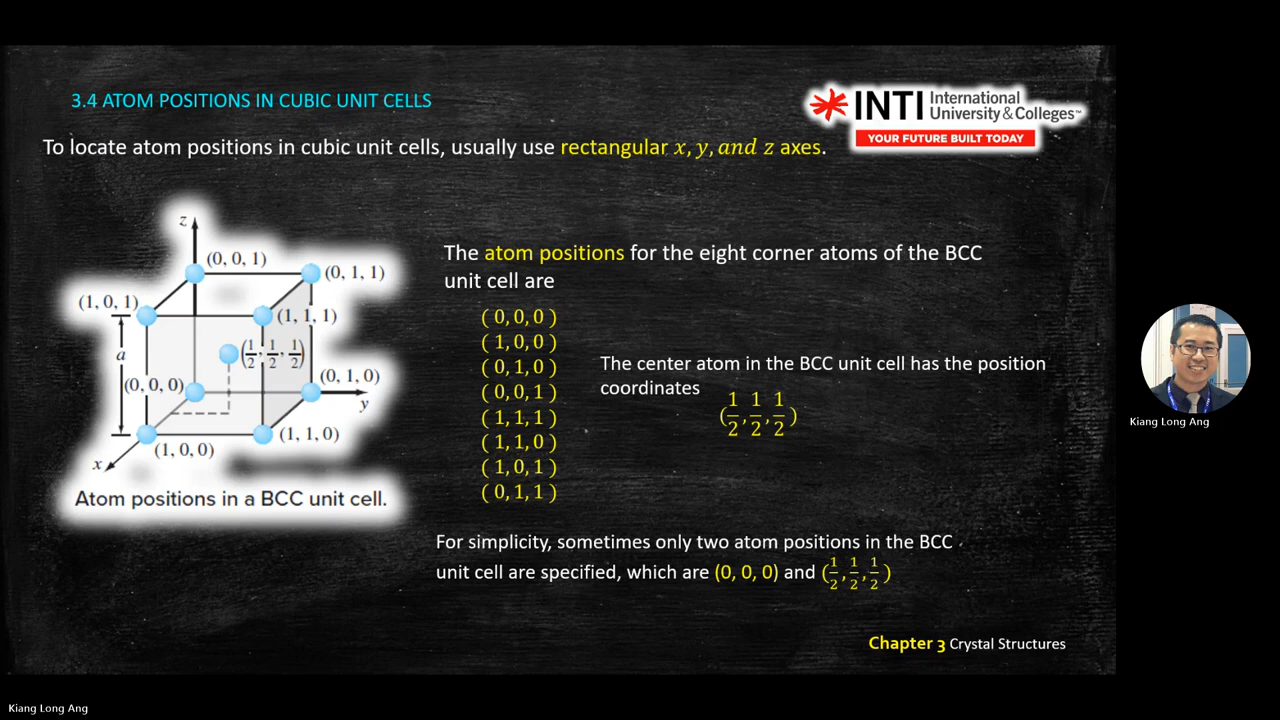 3.4 ATOM POSITIONS IN CUBIC UNIT CELLS
INTI International University & Colleges™
YOUR FUTURE BUILT TODAY
To locate atom positions in cubic unit cells, usually use rectangular x, y, and z axes.
z
(0, 0, 1)
(0, 1, 1)
(1, 0, 1)
(1, 1, 1)
a
(1/2, 1/2, 1/2)
(0, 0, 0)
(0, 1, 0)
y
(1, 1, 0)
(1, 0, 0)
x
Atom positions in a BCC unit cell.
The atom positions for the eight corner atoms of the BCC
unit cell are
( 0, 0, 0 )
( 1, 0, 0 )
( 0, 1, 0 )
( 0, 0, 1 )
( 1, 1, 1 )
( 1, 1, 0 )
( 1, 0, 1 )
( 0, 1, 1 )
The center atom in the BCC unit cell has the position
coordinates
(1/2, 1/2, 1/2)
For simplicity, sometimes only two atom positions in the BCC
unit cell are specified, which are (0, 0, 0) and (1/2, 1/2, 1/2)
Chapter 3 Crystal Structures
Kiang Long Ang
Kiang Long Ang